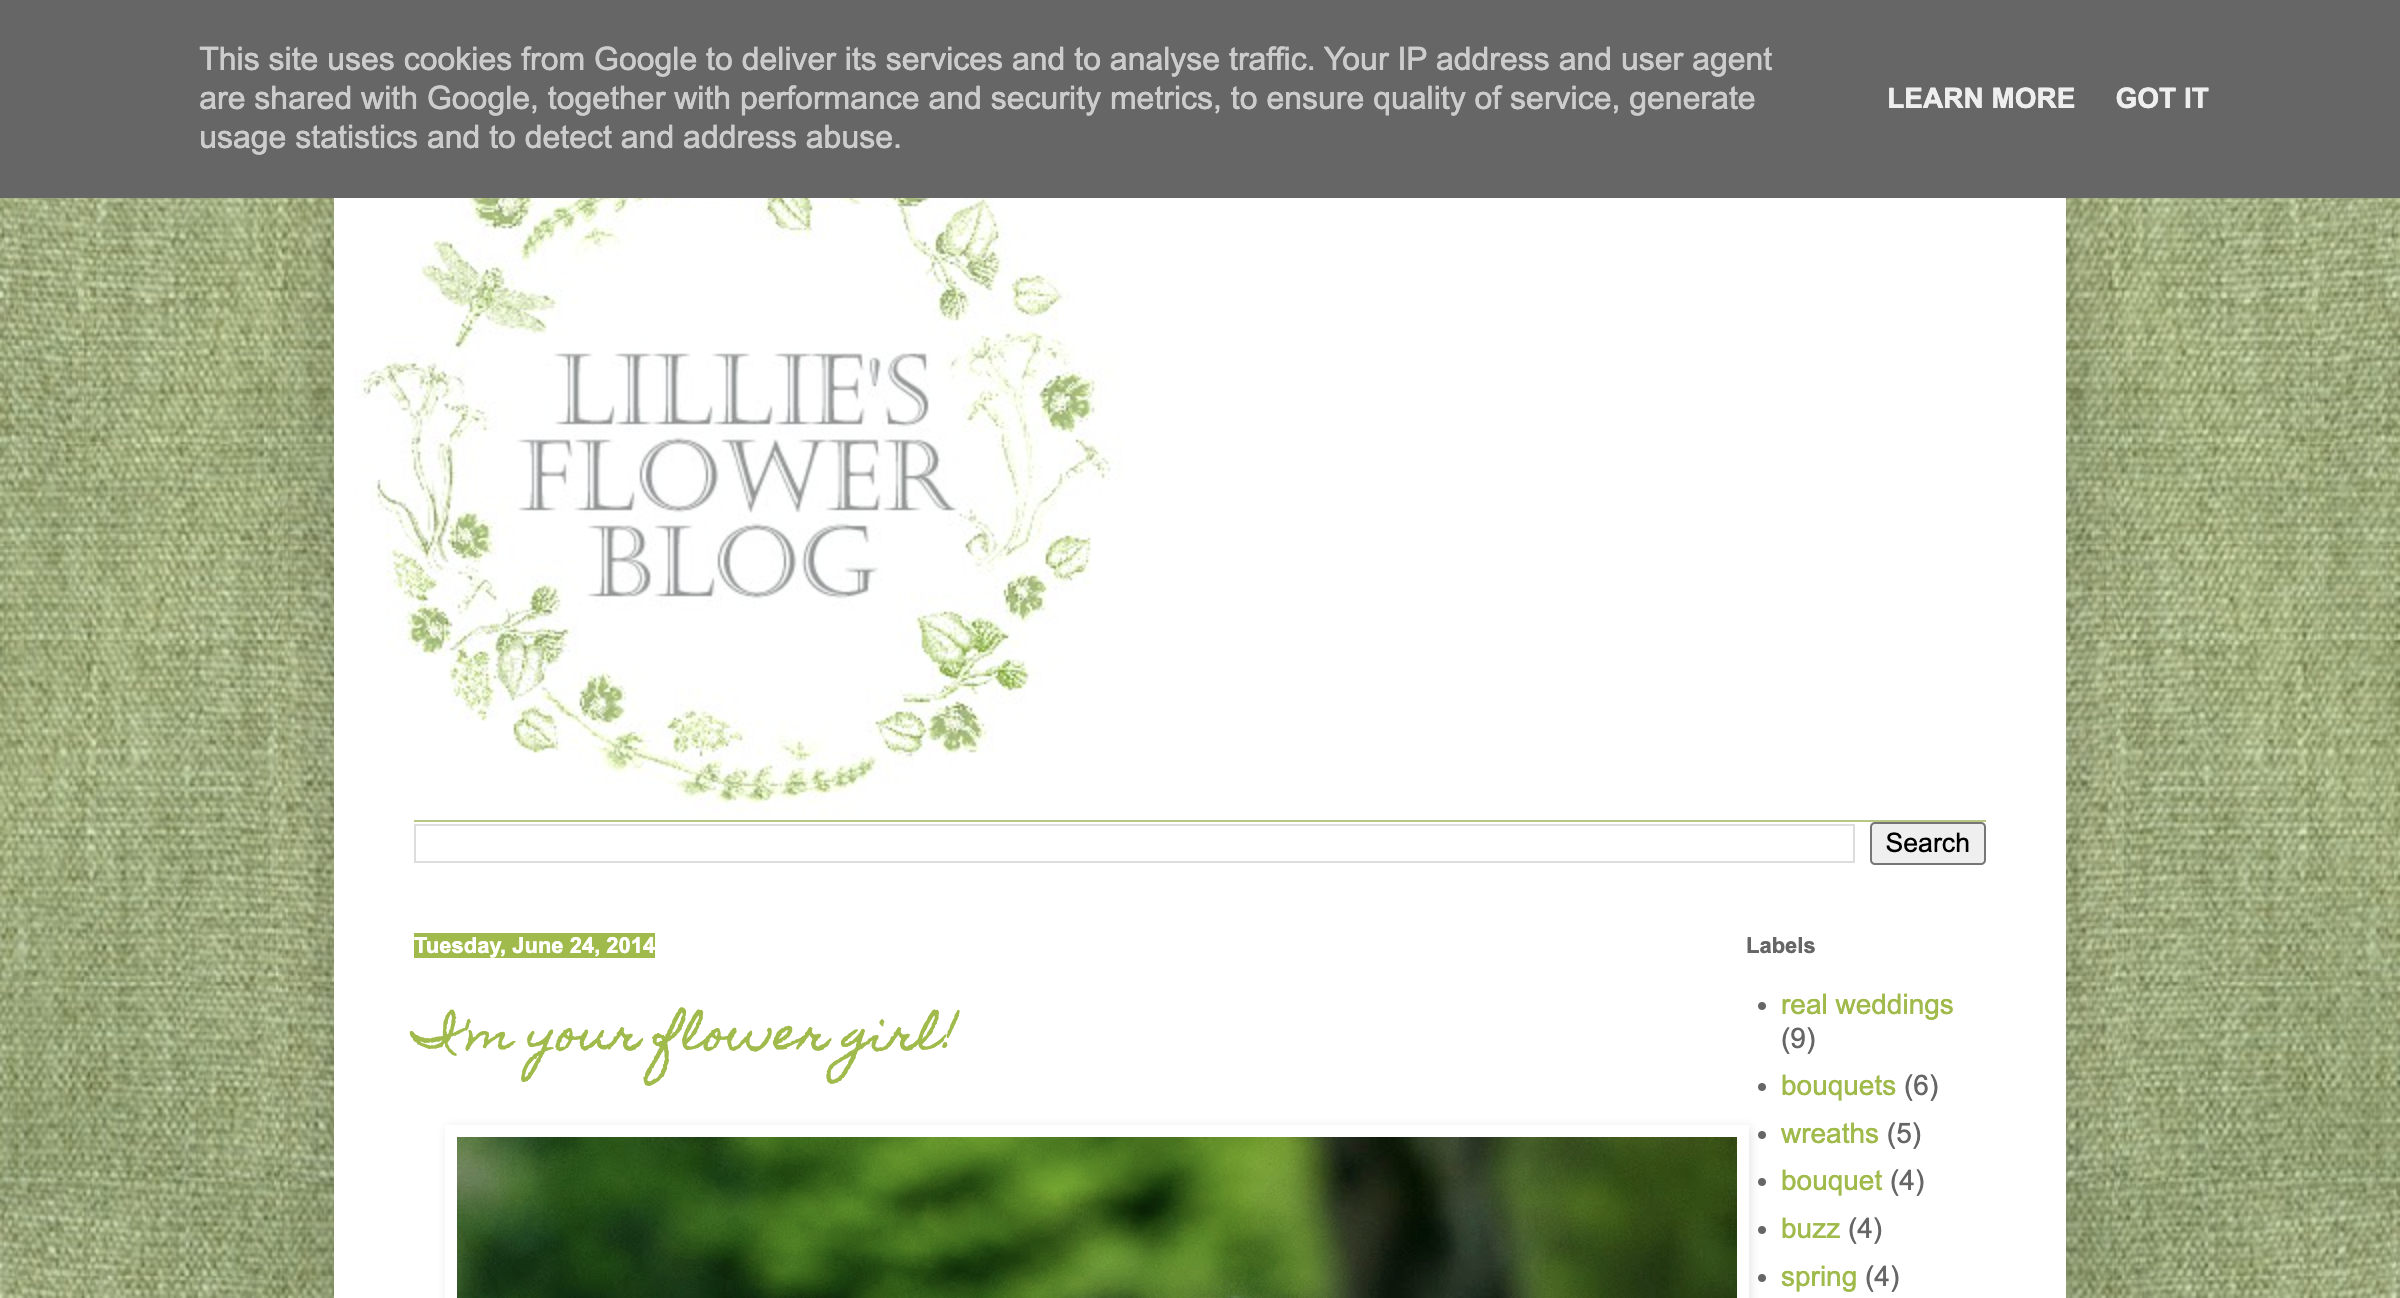 This site uses cookies from Google to deliver its services and to analyse traffic. Your IP address and user agent
are shared with Google, together with performance and security metrics, to ensure quality of service, generate
usage statistics and to detect and address abuse.
LEARN MORE GOT IT
LILLIE'S
FLOWER
BLOG
Search
Tuesday, June 24, 2014
I'm your flower girl!
Labels
real weddings
(9)
bouquets (6)
wreaths (5)
bouquet (4)
buzz (4)
spring (4)